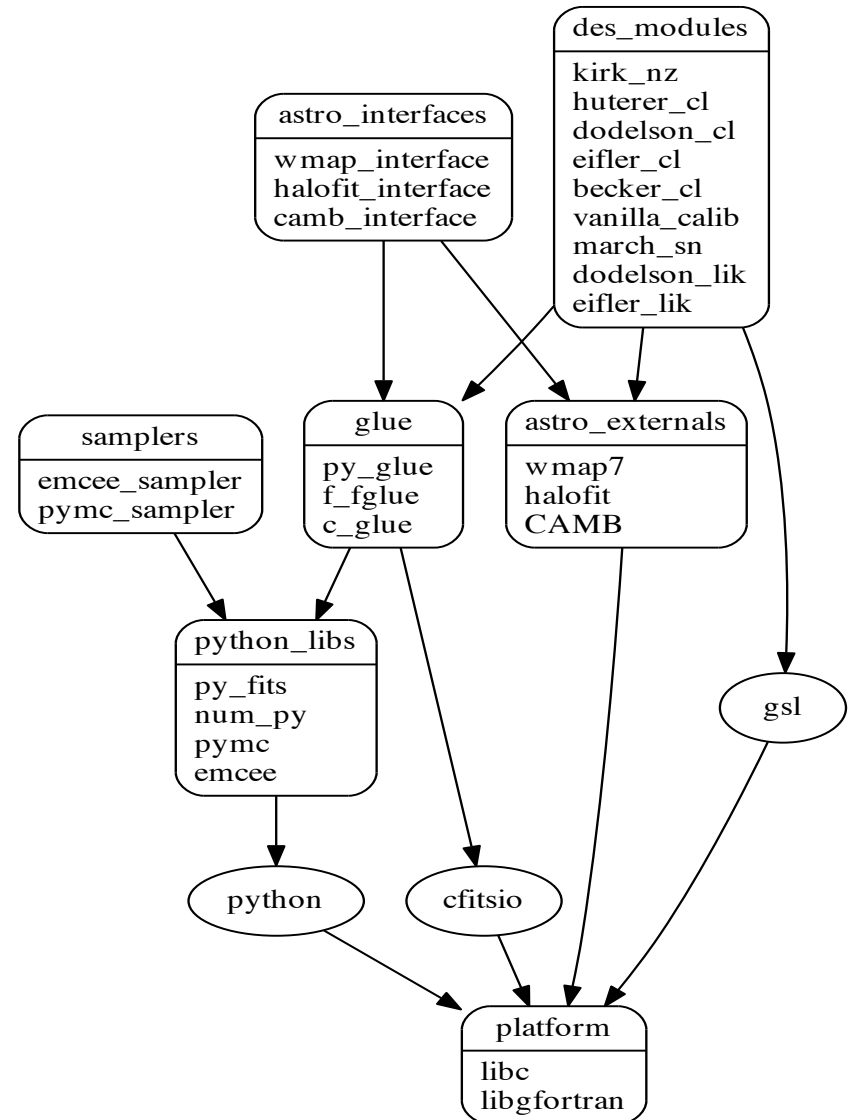 des_modules
kirk_nz
huterer_cl
dodelson_cl
eifler_cl
becker_cl
vanilla_calib
march_sn
dodelson_lik
eifler_lik
astro_interfaces
wmap_interface
halofit_interface
camb_interface
samplers
emcee_sampler
pymc_sampler
glue
py_glue
f_fglue
c_glue
astro_externals
wmap7
halofit
CAMB
python_libs
py_fits
num_py
pymc
emcee
gsl
python
cfitsio
platform
libc
libgfortran